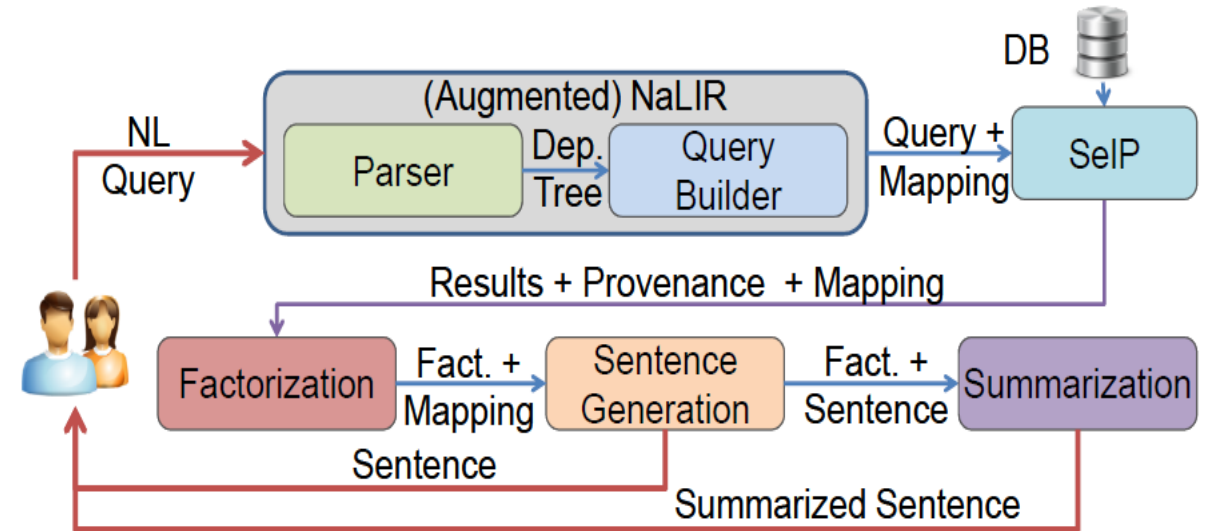 DB
(Augmented) NaLIR
NL
Query
Parser
Dep.
Tree
Query
Builder
Query +
Mapping
SelP
Results + Provenance + Mapping
Factorization
Fact. +
Mapping
Sentence
Generation
Fact. +
Sentence
Summarization
Sentence
Summarized Sentence